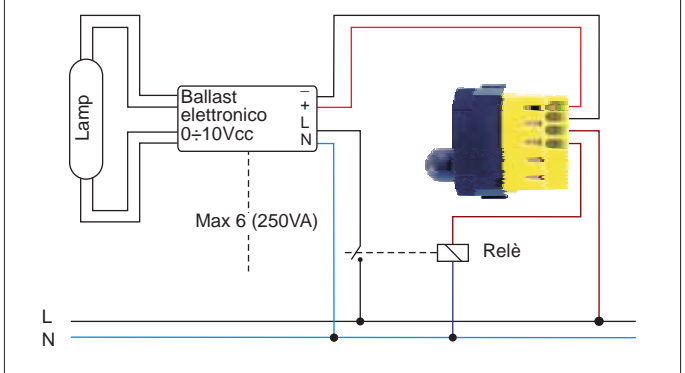 Lamp
Ballast
elettronico
0÷10Vcc
–
+
L
N
Max 6 (250VA)
Relè
L
N